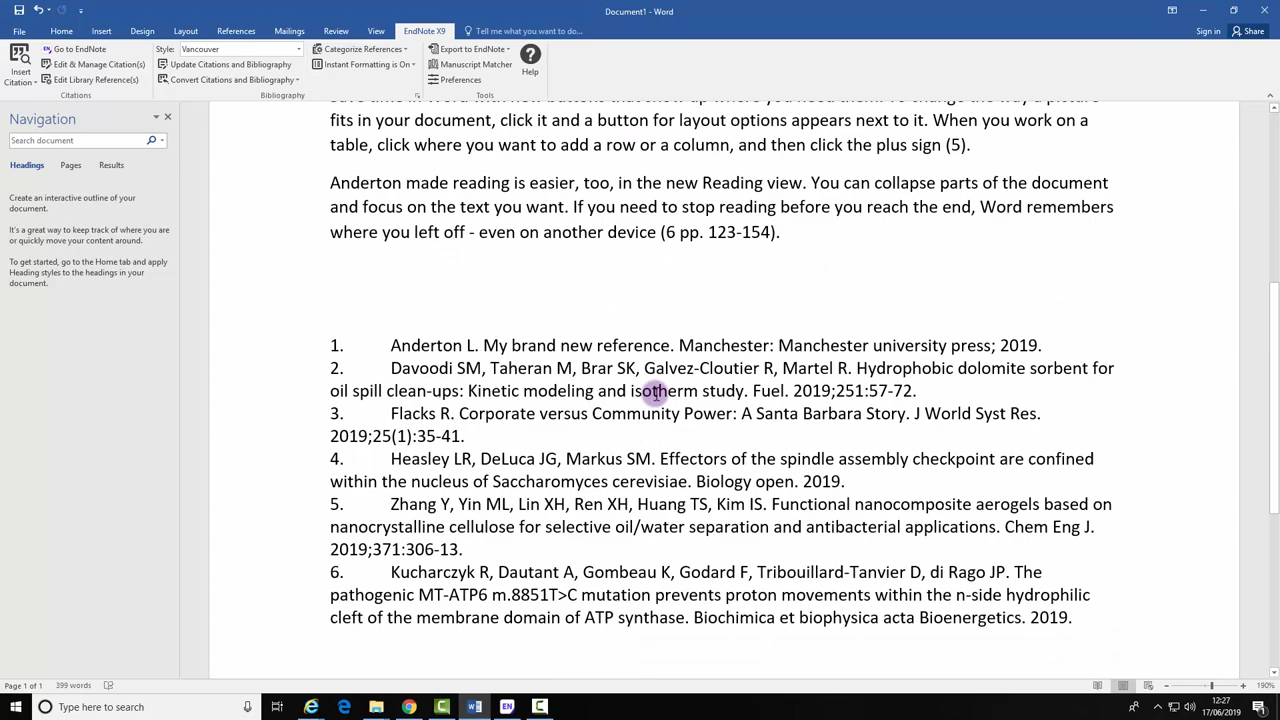 Document1 - Word
Sign in
Share
File
Home
Insert
Design
Layout
References
Mailings
Review
View
EndNote X9
Tell me what you want to do...
Insert
Citation
Go to EndNote
Edit & Manage Citation(s)
Edit Library Reference(s)
Citations
Style:
Vancouver
Update Citations and Bibliography
Convert Citations and Bibliography
Bibliography
Categorize References
Instant Formatting is On
Export to EndNote
Manuscript Matcher
Preferences
Tools
Help
Navigation
Search document
Headings
Pages
Results
Create an interactive outline of your
document.
It's a great way to keep track of where you are
or quickly move your content around.
To get started, go to the Home tab and apply
Heading styles to the headings in your
document.
save time in Word with new buttons that show up where you need them. To change the way a picture
fits in your document, click it and a button for layout options appears next to it. When you work on a
table, click where you want to add a row or a column, and then click the plus sign (5).
Anderton made reading is easier, too, in the new Reading view. You can collapse parts of the document
and focus on the text you want. If you need to stop reading before you reach the end, Word remembers
where you left off - even on another device (6 pp. 123-154).
1. Anderton L. My brand new reference. Manchester: Manchester university press; 2019.
2. Davoodi SM, Taheran M, Brar SK, Galvez-Cloutier R, Martel R. Hydrophobic dolomite sorbent for
oil spill clean-ups: Kinetic modeling and isotherm study. Fuel. 2019;251:57-72.
3. Flacks R. Corporate versus Community Power: A Santa Barbara Story. J World Syst Res.
2019;25(1):35-41.
4. Heasley LR, DeLuca JG, Markus SM. Effectors of the spindle assembly checkpoint are confined
within the nucleus of Saccharomyces cerevisiae. Biology open. 2019.
5. Zhang Y, Yin ML, Lin XH, Ren XH, Huang TS, Kim IS. Functional nanocomposite aerogels based on
nanocrystalline cellulose for selective oil/water separation and antibacterial applications. Chem Eng J.
2019;371:306-13.
6. Kucharczyk R, Dautant A, Gombeau K, Godard F, Tribouillard-Tanvier D, di Rago JP. The
pathogenic MT-ATP6 m.8851T>C mutation prevents proton movements within the n-side hydrophilic
cleft of the membrane domain of ATP synthase. Biochimica et biophysica acta Bioenergetics. 2019.
Page 1 of 1
399 words
190%
Type here to search
EN
12:27
17/06/2019